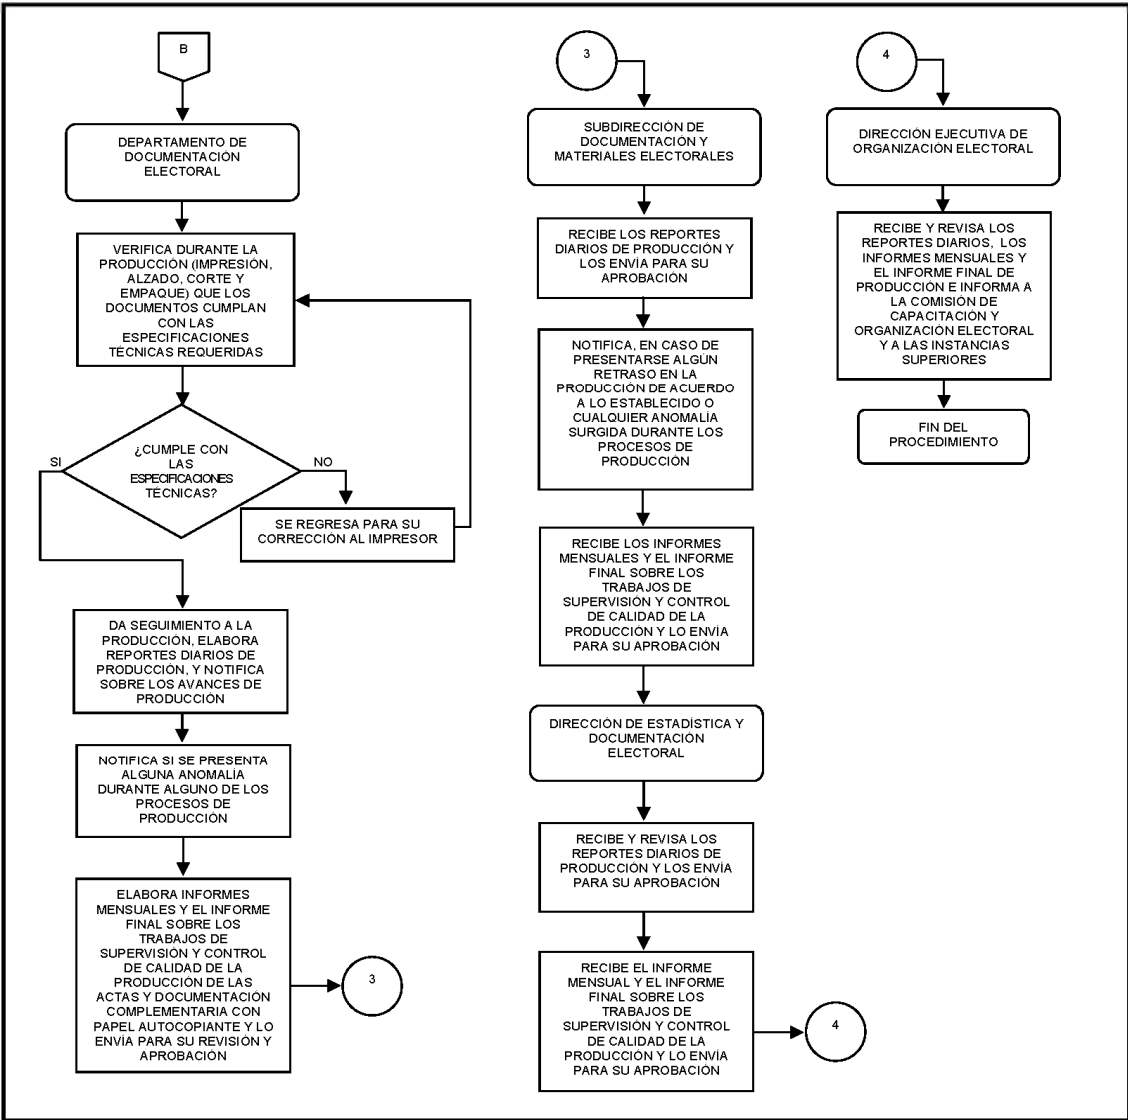 B
DEPARTAMENTO DE
DOCUMENTACIÓN
ELECTORAL
VERIFICA DURANTE LA
PRODUCCIÓN (IMPRESIÓN,
ALZADO, CORTE Y
EMPAQUE) QUE LOS
DOCUMENTOS CUMPLAN
CON LAS
ESPECIFICACIONES
TÉCNICAS REQUERIDAS
¿CUMPLE CON
LAS
ESPECIFICACIONES
TÉCNICAS?
SI
NO
SE REGRESA PARA SU
CORRECCIÓN AL IMPRESOR
DA SEGUIMIENTO A LA
PRODUCCIÓN, ELABORA
REPORTES DIARIOS DE
PRODUCCIÓN, Y NOTIFICA
SOBRE LOS AVANCES DE
PRODUCCIÓN
NOTIFICA SI SE PRESENTA
ALGUNA ANOMALÍA
DURANTE ALGUNO DE LOS
PROCESOS DE
PRODUCCIÓN
ELABORA INFORMES
MENSUALES Y EL INFORME
FINAL SOBRE LOS
TRABAJOS DE
SUPERVISIÓN Y CONTROL
DE CALIDAD DE LA
PRODUCCIÓN DE LAS
ACTAS Y DOCUMENTACIÓN
COMPLEMENTARIA CON
PAPEL AUTOCOPIANTE Y LO
ENVÍA PARA SU REVISIÓN Y
APROBACIÓN
3
3
SUBDIRECCIÓN DE
DOCUMENTACIÓN Y
MATERIALES ELECTORALES
RECIBE LOS REPORTES
DIARIOS DE PRODUCCIÓN Y
LOS ENVÍA PARA SU
APROBACIÓN
NOTIFICA, EN CASO DE
PRESENTARSE ALGÚN
RETRASO EN LA
PRODUCCIÓN DE ACUERDO
A LO ESTABLECIDO O
CUALQUIER ANOMALÍA
SURGIDA DURANTE LOS
PROCESOS DE
PRODUCCIÓN
RECIBE LOS INFORMES
MENSUALES Y EL INFORME
FINAL SOBRE LOS
TRABAJOS DE
SUPERVISIÓN Y CONTROL
DE CALIDAD DE LA
PRODUCCIÓN Y LO ENVÍA
PARA SU APROBACIÓN
DIRECCIÓN DE ESTADÍSTICA Y
DOCUMENTACIÓN
ELECTORAL
RECIBE Y REVISA LOS
REPORTES DIARIOS DE
PRODUCCIÓN Y LOS ENVÍA
PARA SU APROBACIÓN
RECIBE EL INFORME
MENSUAL Y EL INFORME
FINAL SOBRE LOS
TRABAJOS DE
SUPERVISIÓN Y CONTROL
DE CALIDAD DE LA
PRODUCCIÓN Y LO ENVÍA
PARA SU APROBACIÓN
4
4
DIRECCIÓN EJECUTIVA DE
ORGANIZACIÓN ELECTORAL
RECIBE Y REVISA LOS
REPORTES DIARIOS, LOS
INFORMES MENSUALES Y
EL INFORME FINAL DE
PRODUCCIÓN E INFORMA A
LA COMISIÓN DE
CAPACITACIÓN Y
ORGANIZACIÓN ELECTORAL
Y A LAS INSTANCIAS
SUPERIORES
FIN DEL
PROCEDIMIENTO